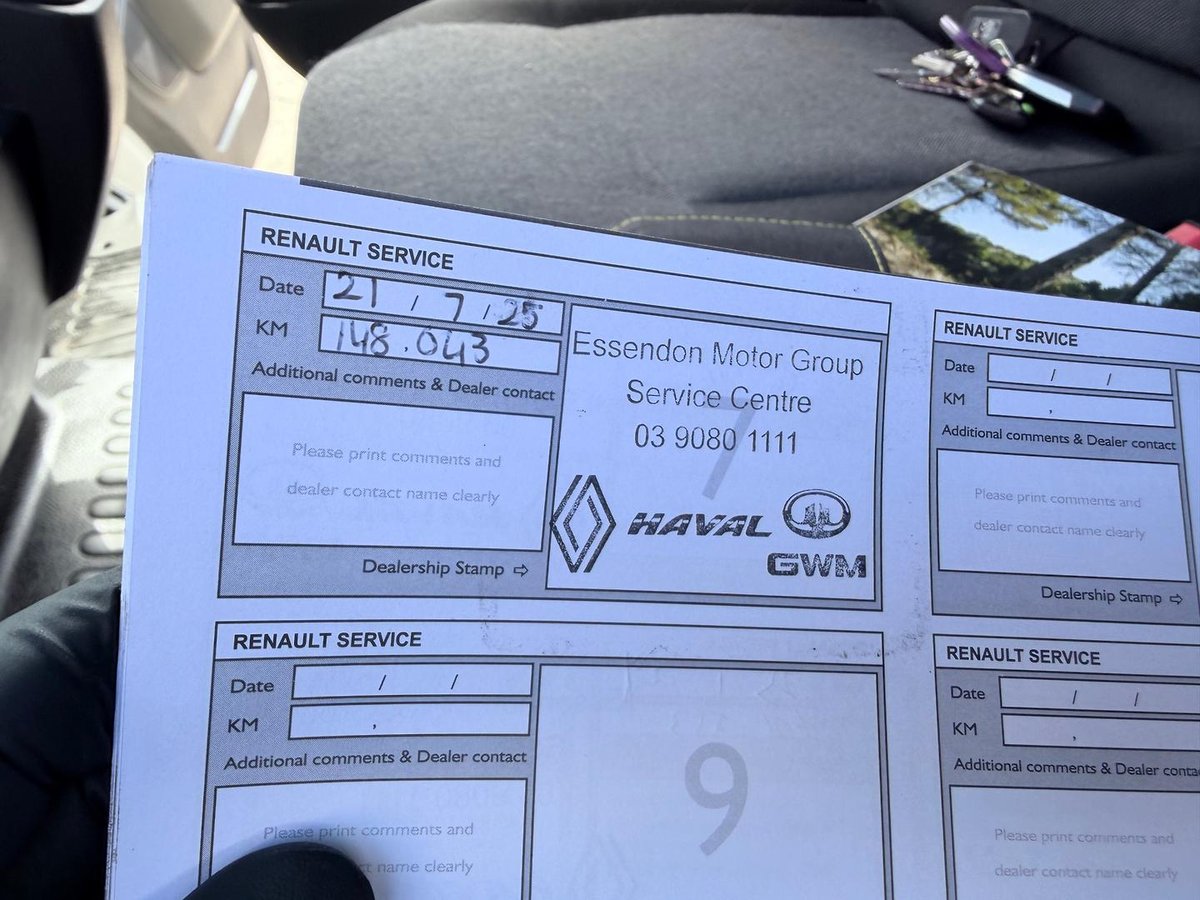 RENAULT SERVICE
Date 21 / 7 / 25
KM 148,043
Additional comments & Dealer contact
Please print comments and
dealer contact name clearly
Dealership Stamp ⇨
7
Essendon Motor Group
Service Centre
03 9080 1111
HAVAL
GWM
RENAULT SERVICE
Date / /
KM ,
Additional comments & Dealer contact
Please print comments and
dealer contact name clearly
Dealership Stamp ⇨
RENAULT SERVICE
Date / /
KM ,
Additional comments & Dealer contact
Please print comments and
name clearly
9
RENAULT SERVICE
Date / /
KM ,
Additional comments & Dealer
Please print comments and
dealer contact name clearly